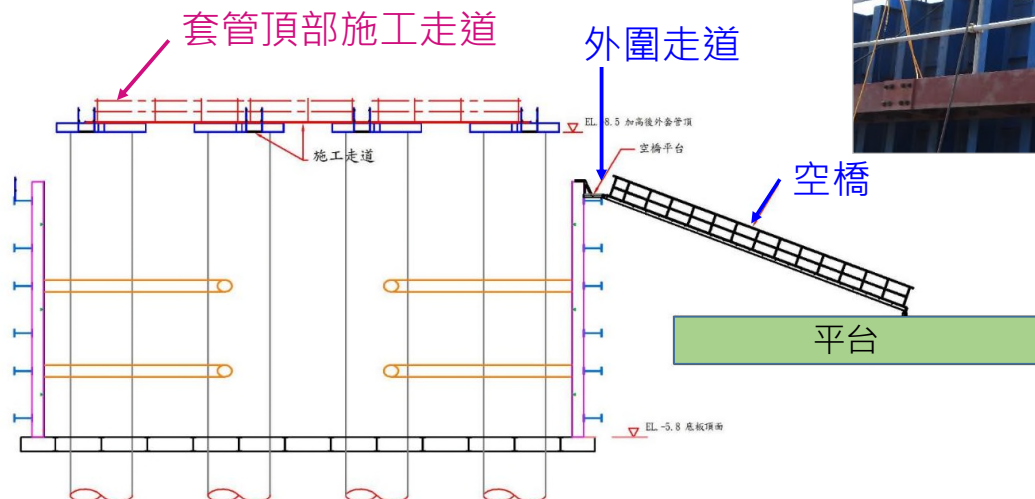 套管頂部施工走道
外圍走道
EL. 8.5 加高後外套管頂
空橋平台
施工走道
空橋
平台
EL. -5.8 底板頂面